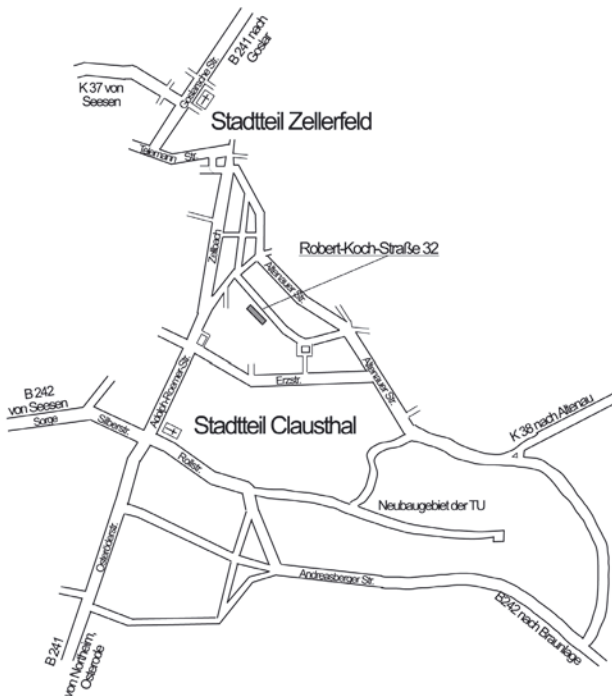 B 241 nach
Goslar
Goslarsche Str.
K 37 von
Seesen
Stadtteil Zellerfeld
Telemann Str.
Zellbach
Robert-Koch-Straße 32
Altenauer Str.
Altenauer Str.
Erzstr.
Adolph-Roemer-Str.
B 242
von Seesen
Sorge
Silberstr.
Stadtteil Clausthal
K 38 nach Altenau
Rollstr.
Neubaugebiet der TU
Osteröderstr.
Andreasberger Str.
B242 nach Braunlage
B 241
von Northeim,
Osterode